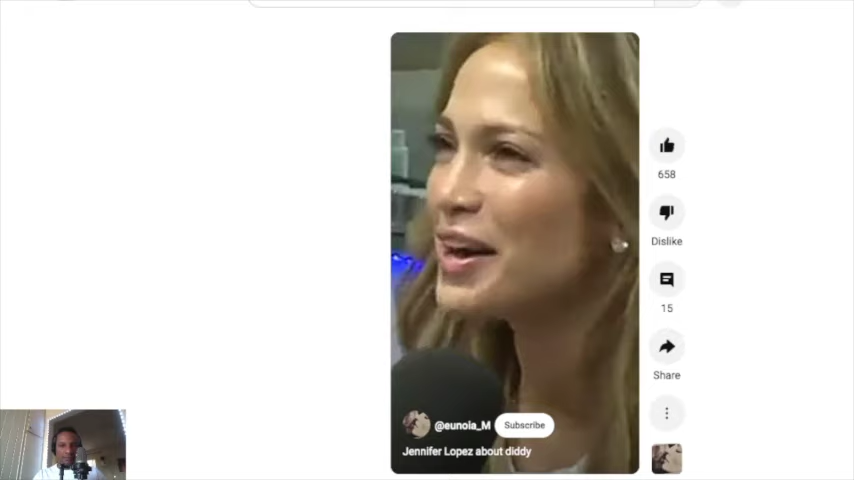 658
Dislike
15
Share
@eunoia_M Subscribe
Jennifer Lopez about diddy